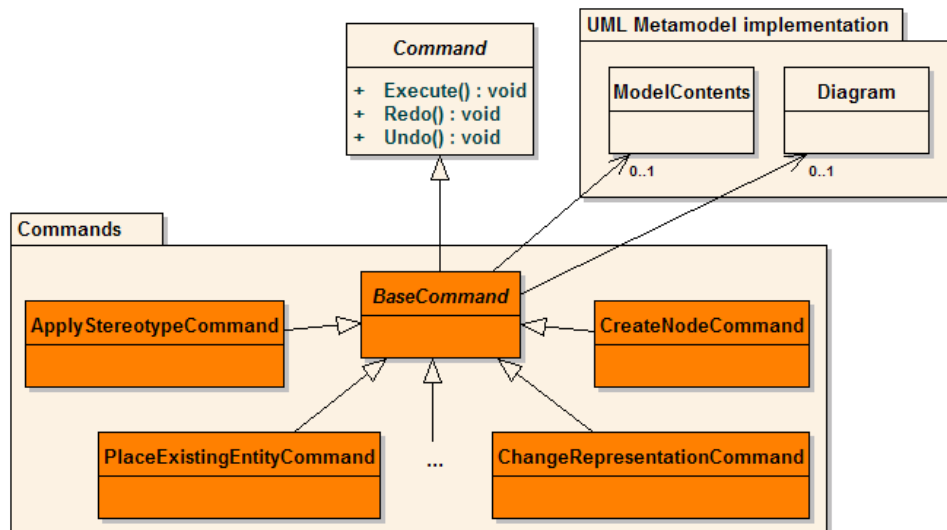 UML Metamodel implementation
Command
+ Execute() : void
+ Redo() : void
+ Undo() : void
ModelContents
Diagram
0..1
0..1
Commands
BaseCommand
ApplyStereotypeCommand
CreateNodeCommand
PlaceExistingEntityCommand
...
ChangeRepresentationCommand